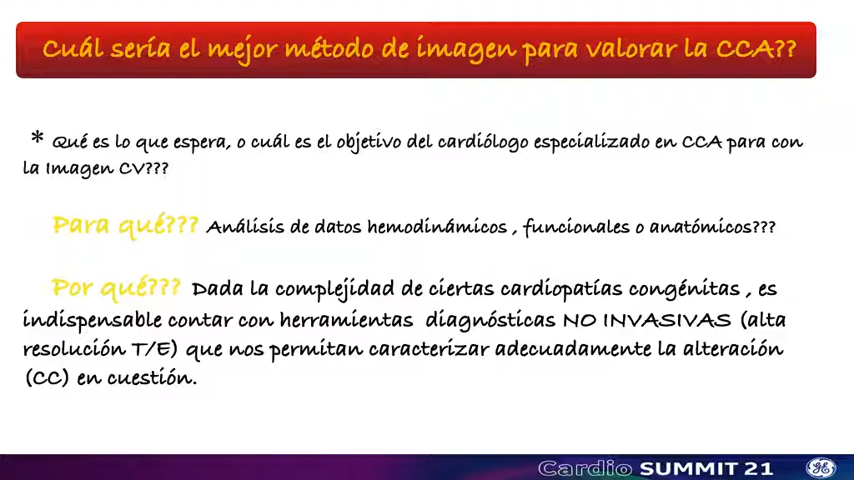 Cuál sería el mejor método de imagen para valorar la CCA??
* Qué es lo que espera, o cuál es el objetivo del cardiólogo especializado en CCA para con
la Imagen CV???
Para qué??? Análisis de datos hemodinámicos , funcionales o anatómicos???
Por qué??? Dada la complejidad de ciertas cardiopatías congénitas , es
indispensable contar con herramientas diagnósticas NO INVASIVAS (alta
resolución T/E) que nos permitan caracterizar adecuadamente la alteración
(CC) en cuestión.
Cardio SUMMIT 21 GE